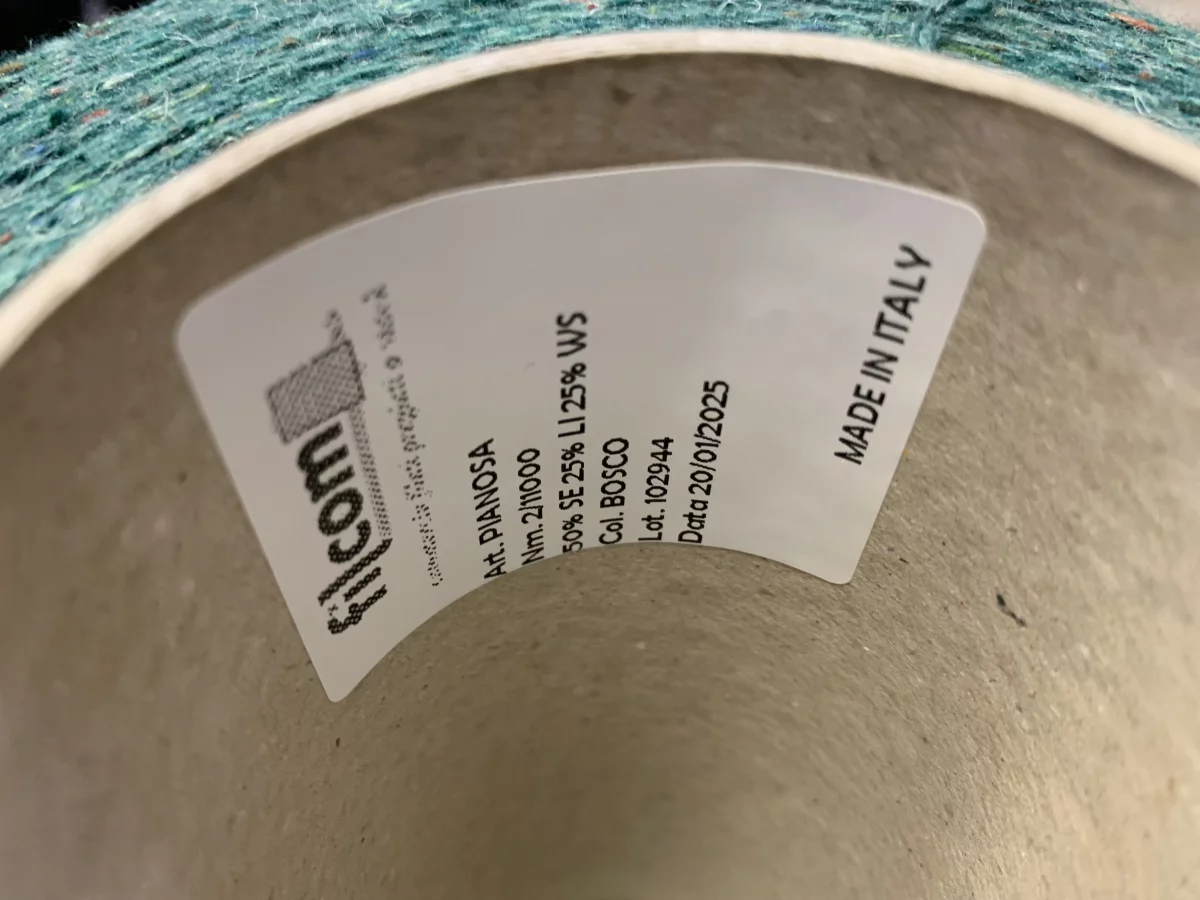 filcom
Art. PIANOSA
Nm. 2/11000
50% SE 25% LI 25% WS
Col. BOSCO
Lot. 102944
Data 20/01/2025
MADE IN ITALY